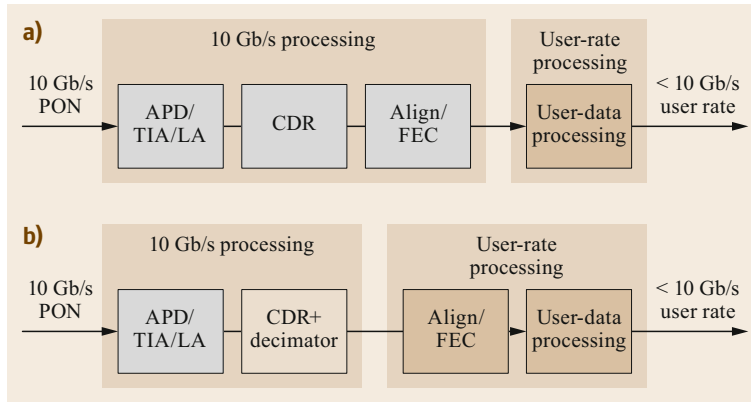 a)
10 Gb/s processing
User-rate
processing
10 Gb/s
PON
APD/
TIA/LA
CDR
Align/
FEC
User-data
processing
< 10 Gb/s
user rate
b)
10 Gb/s processing
User-rate
processing
10 Gb/s
PON
APD/
TIA/LA
CDR+
decimator
Align/
FEC
User-data
processing
< 10 Gb/s
user rate